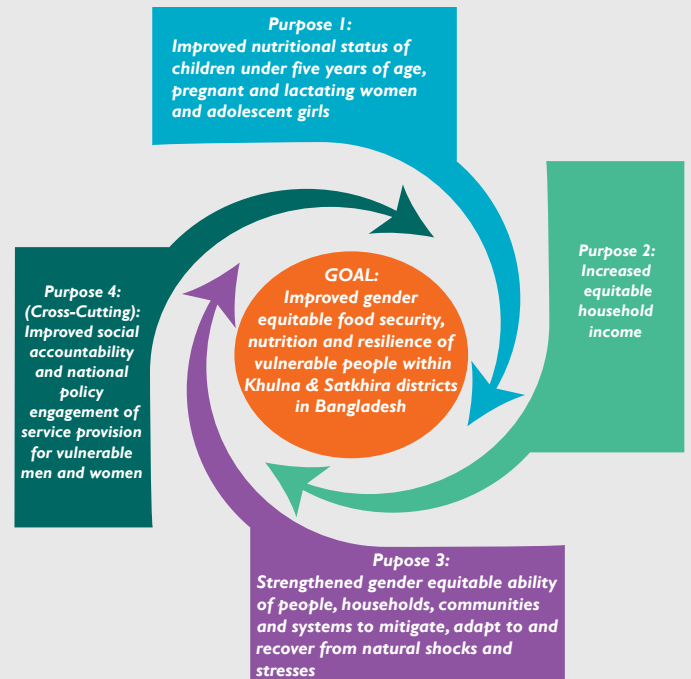 Purpose 1:
Improved nutritional status of
children under five years of age,
pregnant and lactating women
and adolescent girls
Purpose 2:
Increased
equitable
household
income
GOAL:
Improved gender
equitable food security,
nutrition and resilience of
vulnerable people within
Khulna & Satkhira districts
in Bangladesh
Purpose 4:
(Cross-Cutting):
Improved social
accountability
and national
policy
engagement of
service provision
for vulnerable
men and women
Pupose 3:
Strengthened gender equitable ability
of people, households, communities
and systems to mitigate, adapt to and
recover from natural shocks and
stresses